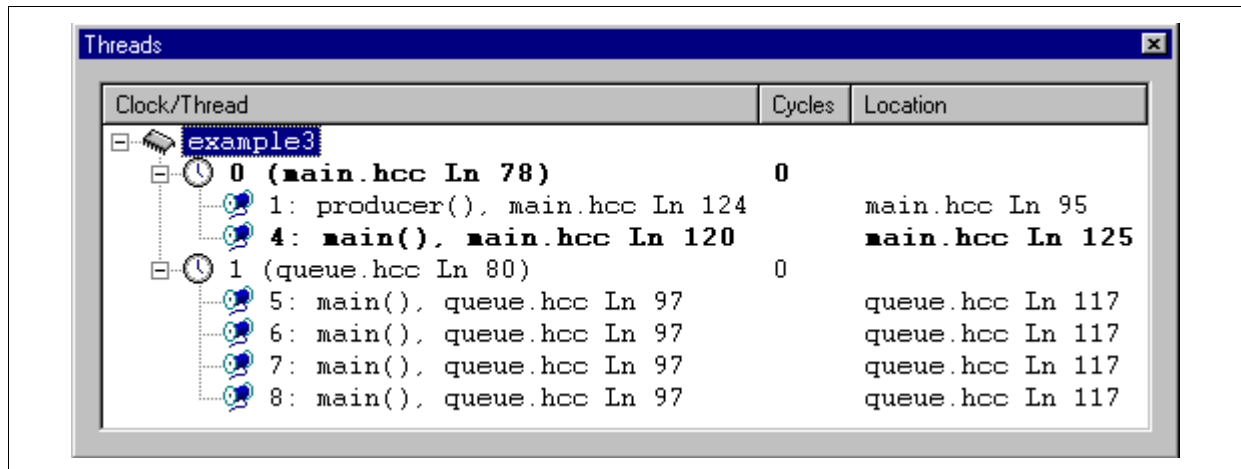 Threads
Clock/Thread Cycles Location
example3
0 (main.hcc Ln 78) 0
1: producer(), main.hcc Ln 124 main.hcc Ln 95
4: main(), main.hcc Ln 120 main.hcc Ln 125
1 (queue.hcc Ln 80) 0
5: main(), queue.hcc Ln 97 queue.hcc Ln 117
6: main(), queue.hcc Ln 97 queue.hcc Ln 117
7: main(), queue.hcc Ln 97 queue.hcc Ln 117
8: main(), queue.hcc Ln 97 queue.hcc Ln 117